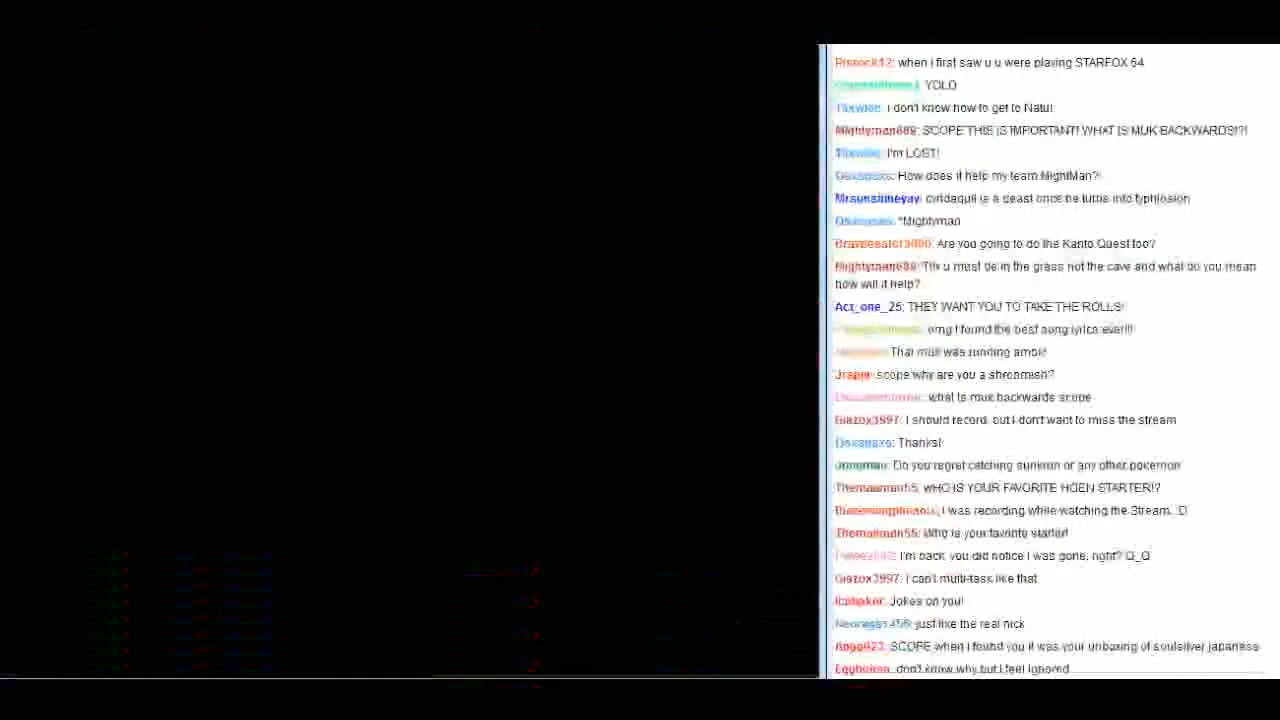 when i first saw u u were playing STARFOX 64
YOLO
i don't know how to get to Natu!
Mightyman689: SCOPE THIS IS IMPORTANT! WHAT IS MUK BACKWARDS!?!
I'm LOST!
How does it help my team MightMan?
Mrsunshineyay: cyndaquil is a beast once he turns into typhlosion
*Mightyman
Are you going to do the Kanto Quest too?
Mightyman689: Tfix u must be in the grass not the cave and what do you mean
how will it help?
Act_one_25: THEY WANT YOU TO TAKE THE ROLLS!
omg I found the best song lyrics ever!!!
That muk was running amok!
scope why are you a shroomish?
what is muk backwards scope
Giazox3997: I should record, but I don't want to miss the stream
Thanks!
Do you regret catching sunkern or any other pokemon
WHO IS YOUR FAVORITE HOEN STARTER!?
I was recording while watching the Stream. :D
Who is your favorite starter!
I'm back, you did notice I was gone, right? Q_Q
Giazox3997: I can't multi-task like that
Jokes on you!
just like the real nick
SCOPE when i found you it was your unboxing of soulsilver japanese
don't know why but I feel ignored